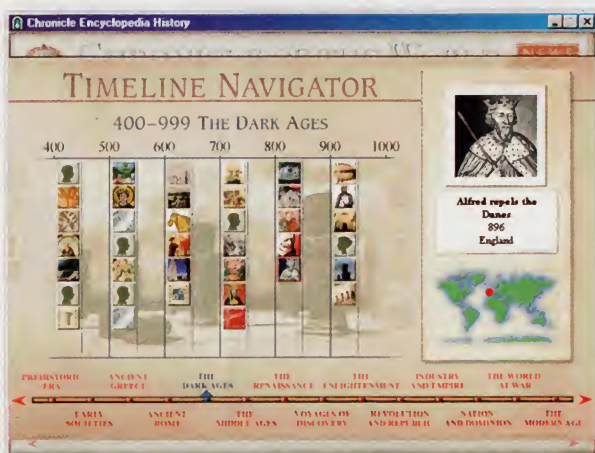 Chronicle Encyclopedia History
TIMELINE NAVIGATOR
400–999 THE DARK AGES
400 500 600 700 800 900 1000
Alfred repels the
Danes
896
England
PREHISTORIC
ERA
ANCIENT
GREECE
THE
DARK AGES
THE
RENAISSANCE
THE
ENLIGHTENMENT
INDUSTRY
AND EMPIRE
THE WORLD
AT WAR
EARLY
SOCIETIES
ANCIENT
ROME
THE
MIDDLE AGES
VOYAGES OF
DISCOVERY
REVOLUTION
AND REPUBLIC
NATION
AND DOMINION
THE
MODERN AGE